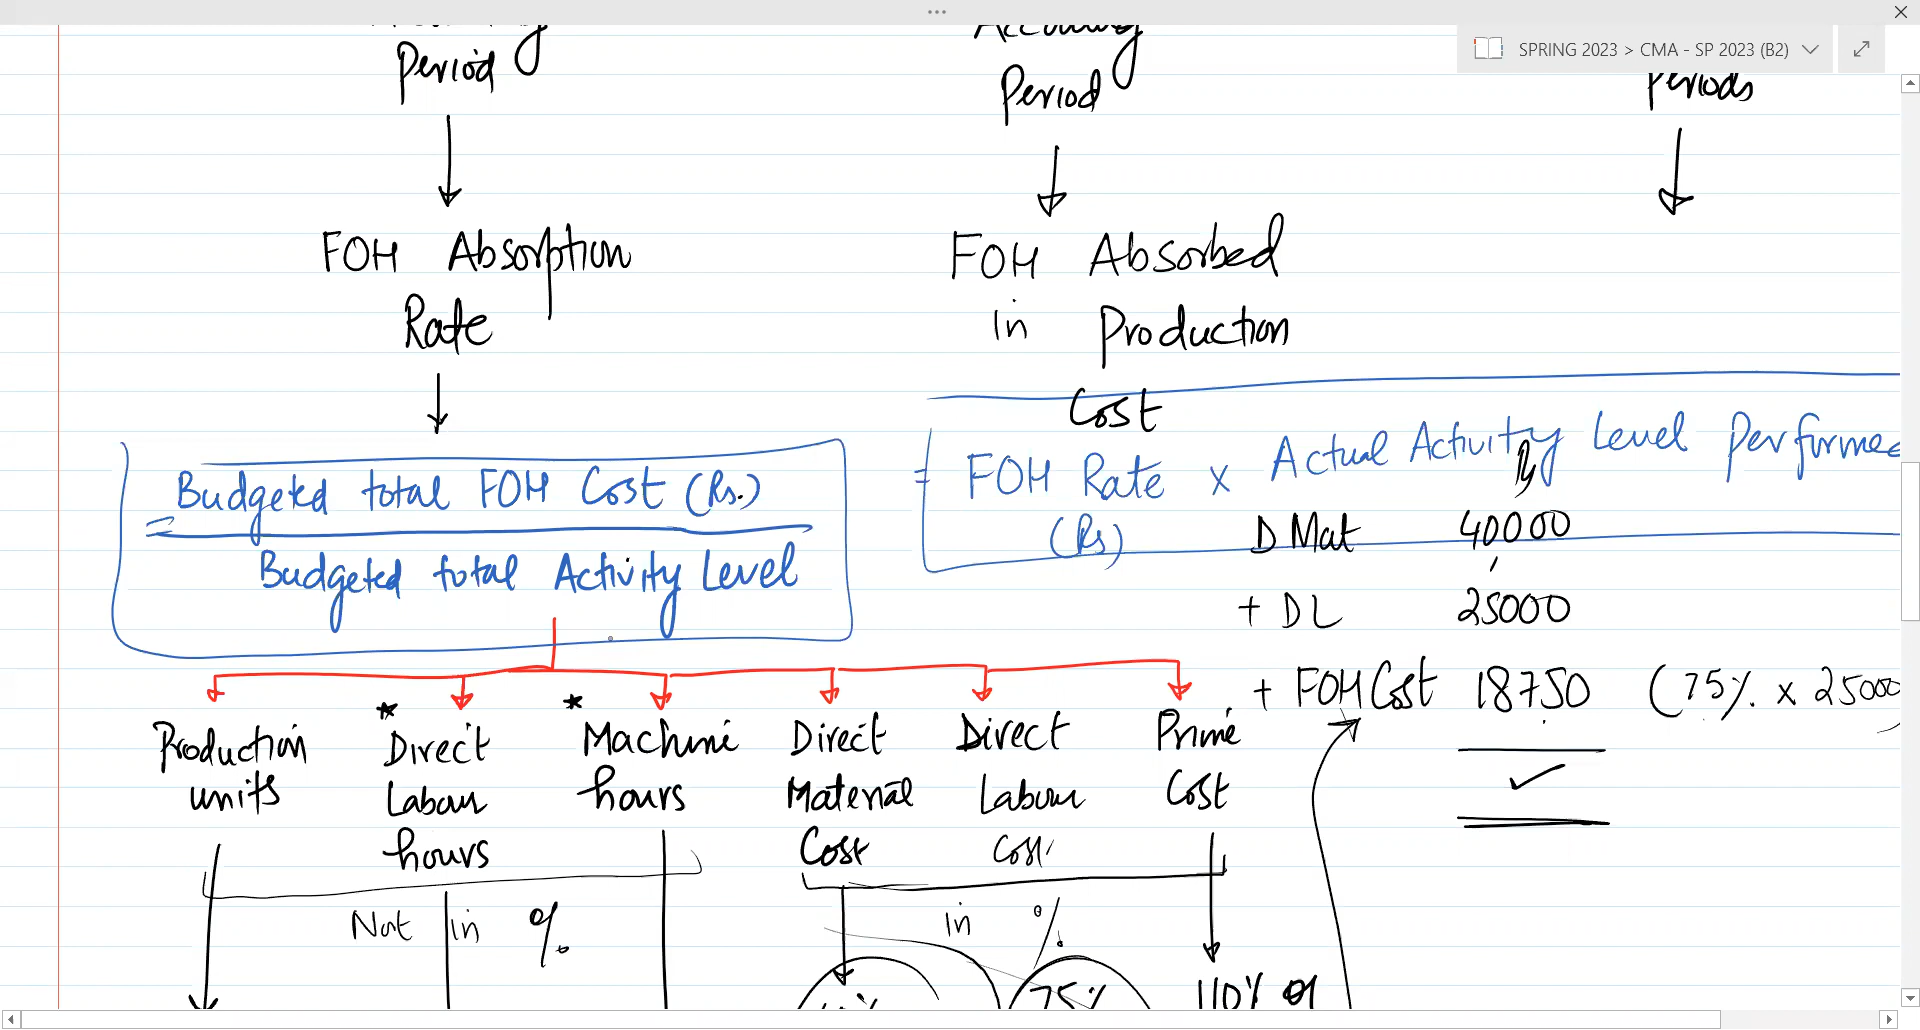 SPRING 2023 > CMA - SP 2023 (B2)
Period
Accounting
Period
Periods
FOH Absorption
Rate
FOH Absorbed
in Production
Cost
= Budgeted total FOH Cost (Rs.)
Budgeted total Activity Level
= FOH Rate x Actual Activity Level Performed
(Rs)
D Mat 40000
+ DL 25000
+ FOH Cost 18750 (75% x 25000
Production
units
* Direct
Labour
hours
* Machine
hours
Direct
Material
Cost
Direct
Labour
Cost
Prime
Cost
Not in %
in %
75%
110% of